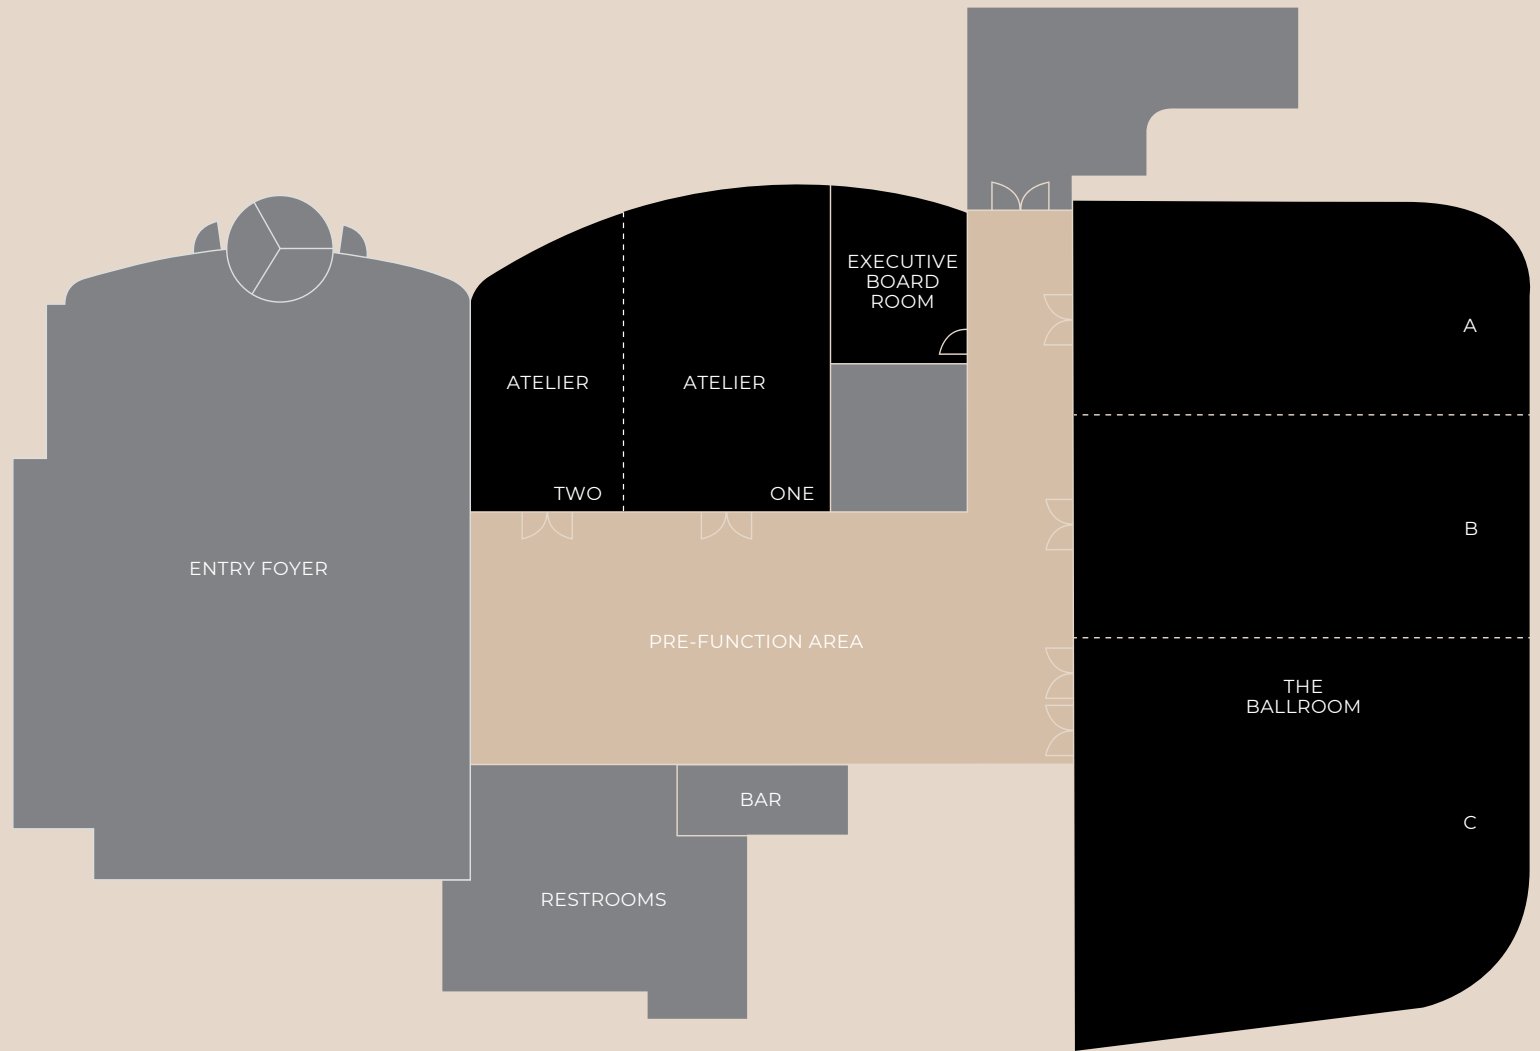 EXECUTIVE
BOARD
ROOM
A
ATELIER
ATELIER
TWO
ONE
B
ENTRY FOYER
PRE-FUNCTION AREA
THE
BALLROOM
BAR
C
RESTROOMS